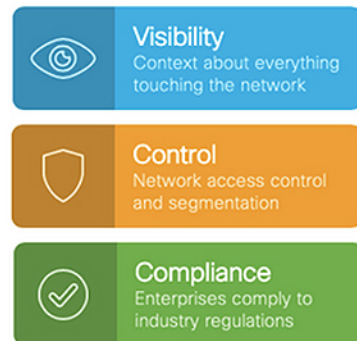 Visibility
Context about everything
touching the network
Control
Network access control
and segmentation
Compliance
Enterprises comply to
industry regulations